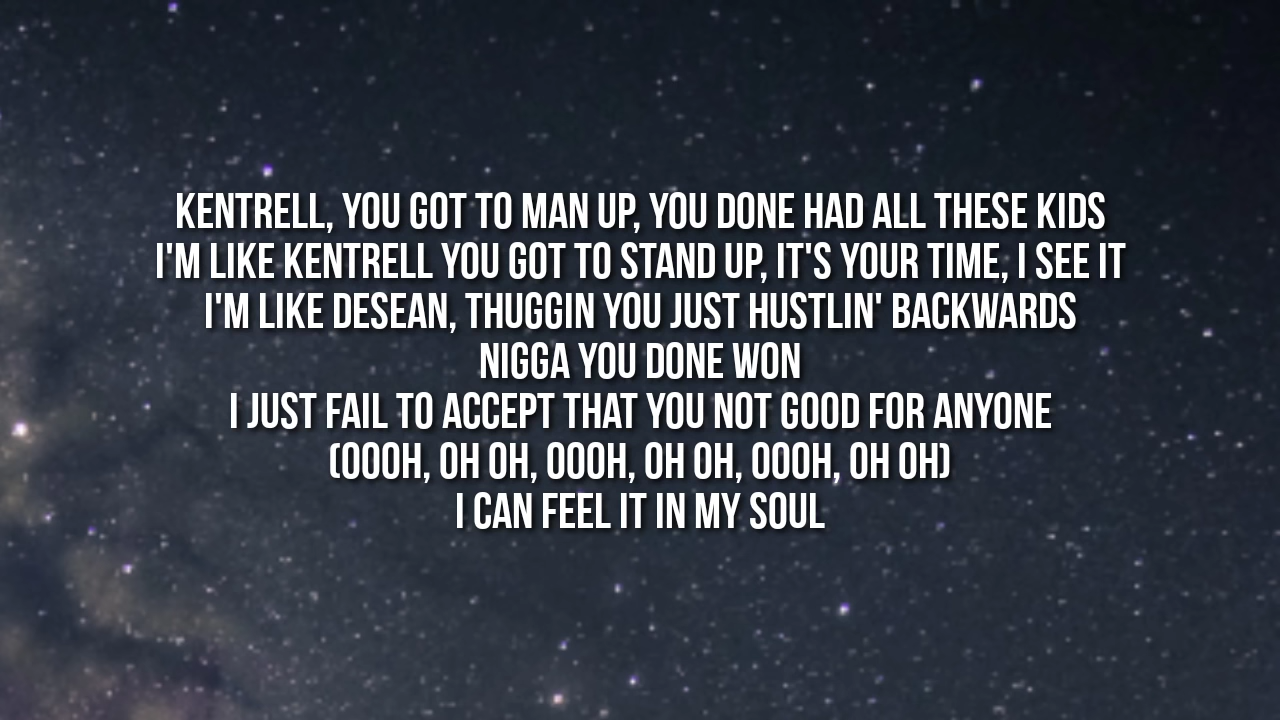 KENTRELL, YOU GOT TO MAN UP, YOU DONE HAD ALL THESE KIDS
I'M LIKE KENTRELL YOU GOT TO STAND UP, IT'S YOUR TIME, I SEE IT
I'M LIKE DESEAN, THUGGIN YOU JUST HUSTLIN' BACKWARDS
NIGGA YOU DONE WON
I JUST FAIL TO ACCEPT THAT YOU NOT GOOD FOR ANYONE
(OOOH, OH OH, OOOH, OH OH, OOOH, OH OH)
I CAN FEEL IT IN MY SOUL